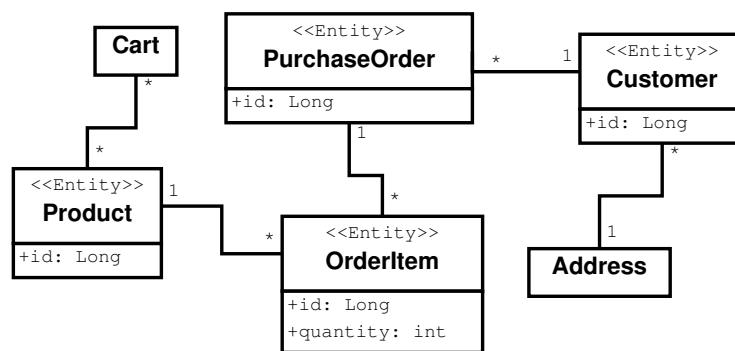 Cart
*
*
<<Entity>>
PurchaseOrder
+id: Long
*
1
<<Entity>>
Customer
+id: Long
1
*
*
1
Address
<<Entity>>
Product
+id: Long
1
*
<<Entity>>
OrderItem
+id: Long
+quantity: int